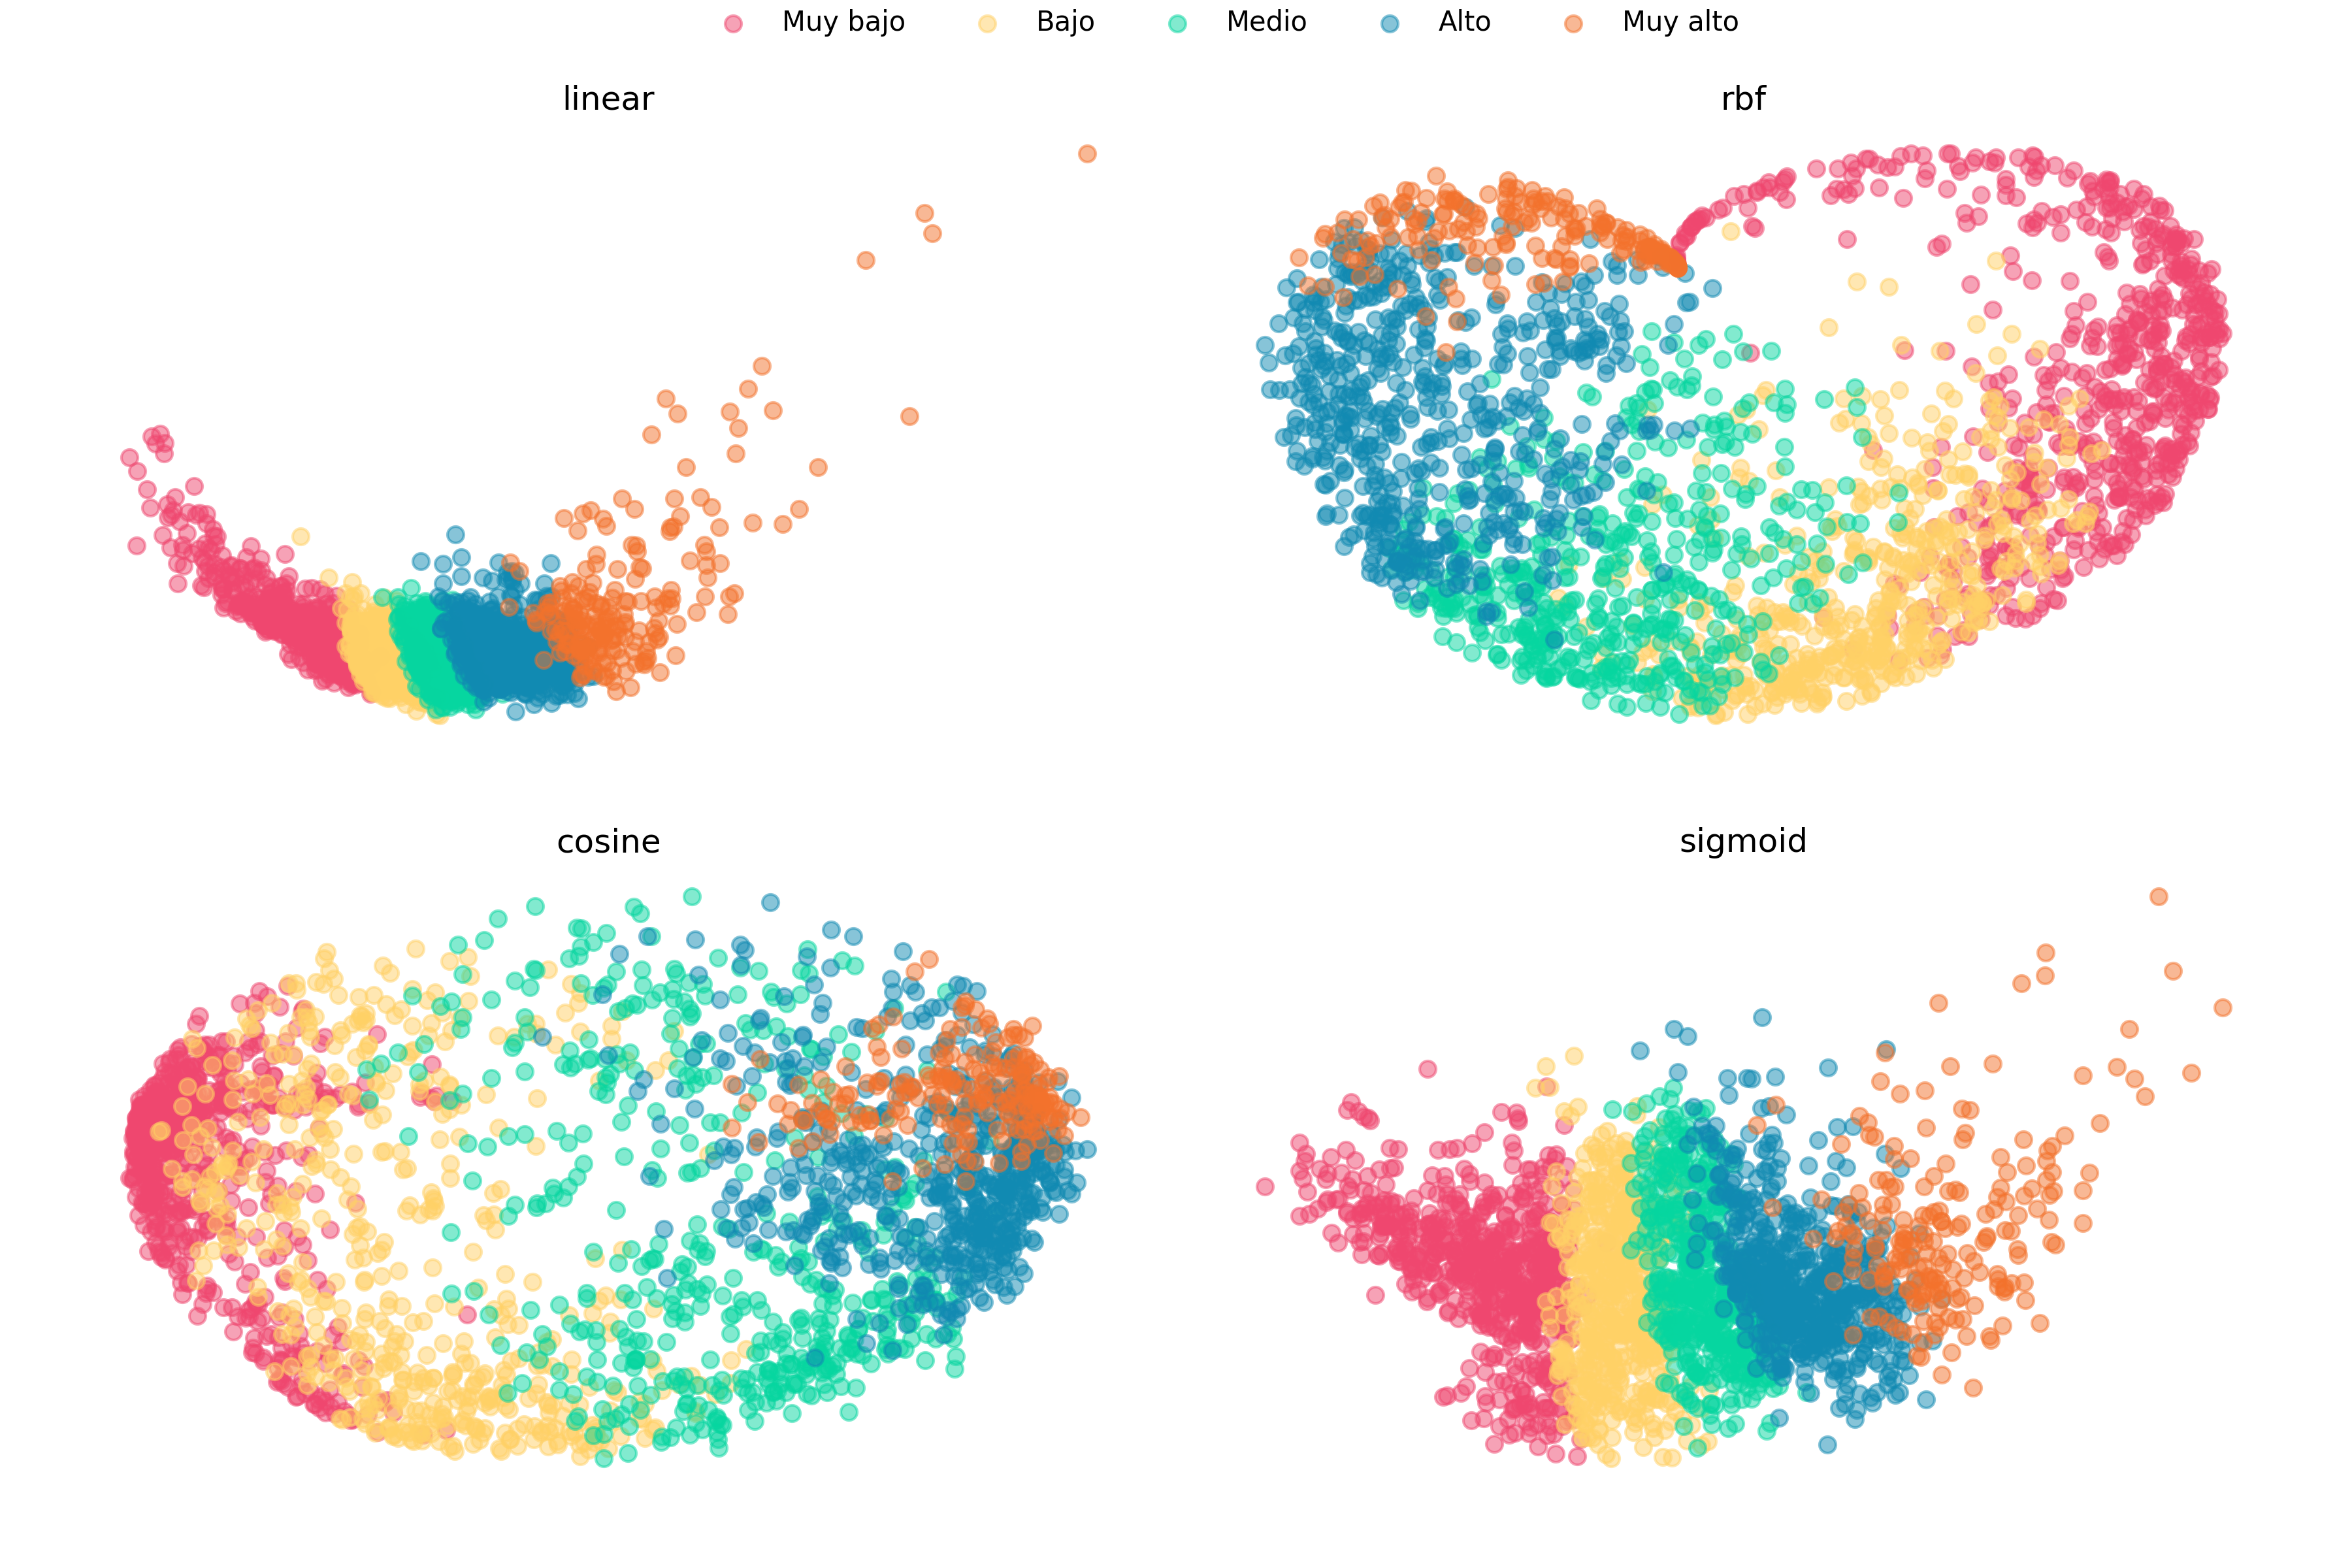 Muy bajo Bajo Medio Alto Muy alto
linear
rbf
cosine
sigmoid